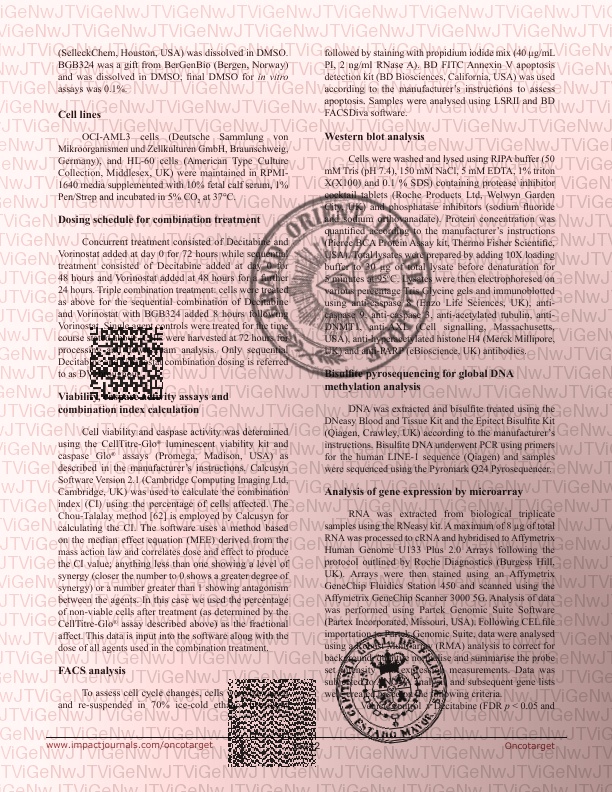 (SelleckChem, Houston, USA) was dissolved in DMSO.
BGB324 was a gift from BerGenBio (Bergen, Norway)
and was dissolved in DMSO; final DMSO for in vitro
assays was 0.1%.
Cell lines
OCI-AML3 cells (Deutsche Sammlung von
Mikroorganismen und Zellkulturen GmbH, Braunschweig,
Germany), and HL-60 cells (American Type Culture
Collection, Middlesex, UK) were maintained in RPMI-
1640 media supplemented with 10% fetal calf serum, 1%
Pen/Strep and incubated in 5% CO2 at 37°C.
Dosing schedule for combination treatment
Concurrent treatment consisted of Decitabine and
Vorinostat added at day 0 for 72 hours while sequential
treatment consisted of Decitabine added at day for
48 hours and Vorinostat added at 48 hours for a further
24 hours. Triple combination treatment: cells were treated
as above for the sequential combination of Decitabine
and Vorinostat with BGB324 added 8 hours following
Vorinostat. Single agent controls were treated for the time
course were harvested at 72 hours for
analysis. Only sequential
combination dosing is referred
to as
Viability, caspase activity assays and
combination index calculation
Cell viability and caspase activity was determined
using the CellTitre-Glo® luminescent viability kit and
caspase Glo® assays (Promega, Madison, USA) as
described in the manufacturer's instructions. Calcusyn
Software Version 2.1 (Cambridge Computing Imaging Ltd,
Cambridge, UK) was used to calculate the combination
index (CI) using the percentage of cells affected. The
Chou-Talalay method [62] is employed by Calcusyn for
calculating the CI. The software uses a method based
on the median effect equation (MEE) derived from the
mass action law and correlates dose and effect to produce
the CI value; anything less than one showing a level of
synergy (closer the number to 0 shows a greater degree of
synergy) or a number greater than 1 showing antagonism
between the agents. In this case we used the percentage
of non-viable cells after treatment (as determined by the
CellTitre-Glo® assay described above) as the fractional
affect. This data is input into the software along with the
dose of all agents used in the combination treatment.
FACS analysis
To assess cell cycle changes, cells
and re-suspended in 70% ice-cold
followed by staining with propidium iodide mix (40 μg/mL
PI, 2 ng/ml RNase A). BD FITC Annexin V apoptosis
detection kit (BD Biosciences, California, USA) was used
according to the manufacturer's instructions to assess
apoptosis. Samples were analysed using LSRII and BD
FACSDiva software.
Western blot analysis
Cells were washed and lysed using RIPA buffer (50
mM Tris (pH 7.4), 150 mM NaCl, 5 mM EDTA, 1% triton
X(X100) and 0.1 % SDS) containing protease inhibitor
cocktail tablets (Roche Products Ltd, Welwyn Garden
City, UK) and phosphatase inhibitors (sodium fluoride
and sodium orthovanadate). Protein concentration was
quantified according to the manufacturer's instructions
(Pierce BCA Protein Assay kit, Thermo Fisher Scientific,
USA). Total lysates were prepared by adding 10X loading
buffer to 30 μg of total lysate before denaturation for
5 minutes at 95°C. Lysates were then electrophoresed on
various percentage Tris-Glycine gels and immunoblotted
using anti-caspase 8 (Enzo Life Sciences, UK), anti-
caspase 9, anti-caspase 3, anti-acetylated tubulin, anti-
DNMT1, anti-AXL (Cell signalling, Massachusetts,
USA), anti-hyperacetylated histone H4 (Merck Millipore,
UK) and anti-PARP (eBioscience, UK) antibodies.
Bisulfite pyrosequencing for global DNA
methylation analysis
DNA was extracted and bisulfite treated using the
DNeasy Blood and Tissue Kit and the Epitect Bisulfite Kit
(Qiagen, Crawley, UK) according to the manufacturer's
instructions. Bisulfite DNA underwent PCR using primers
for the human LINE-1 sequence (Qiagen) and samples
were sequenced using the Pyromark Q24 Pyrosequencer.
Analysis of gene expression by microarray
RNA was extracted from biological triplicate
samples using the RNeasy kit. A maximum of 8 μg of total
RNA was processed to cRNA and hybridised to Affymetrix
Human Genome U133 Plus 2.0 Arrays following the
protocol outlined by Roche Diagnostics (Burgess Hill,
UK). Arrays were then stained using an Affymetrix
GeneChip Fluidics Station 450 and scanned using the
Affymetrix GeneChip Scanner 3000 5G. Analysis of data
was performed using Partek Genomic Suite Software
(Partex Incorporated, Missouri, USA). Following CEL file
importation to Partek Genomic Suite, data were analysed
using a Robust (RMA) analysis to correct for
background, and summarise the probe
set measurements. Data was
and subsequent gene lists
were created following criteria.
Decitabine (FDR p < 0.05 and
www.impactjournals.com/oncotarget
Oncotarget